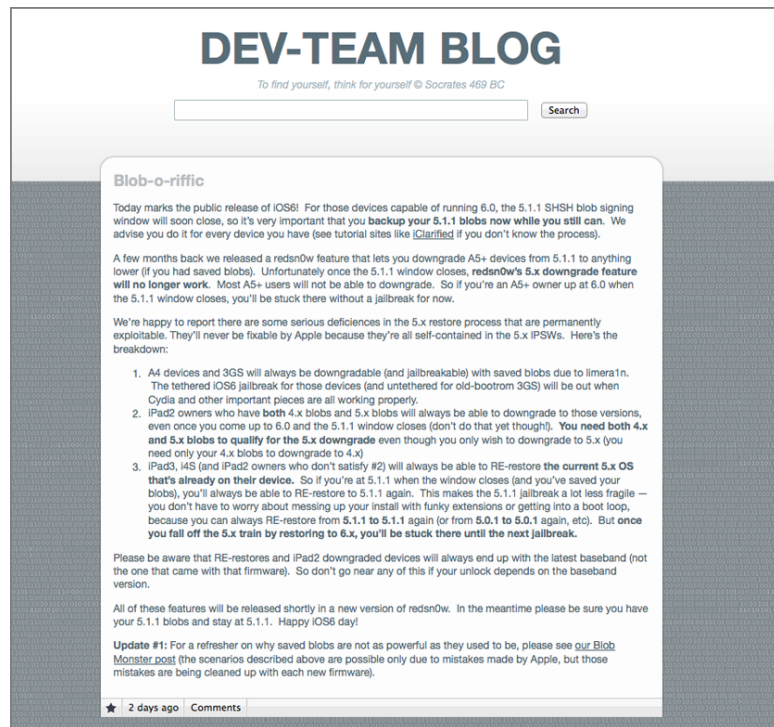 DEV-TEAM BLOG
To find yourself, think for yourself © Socrates 469 BC
Search
Blob-o-riffic
Today marks the public release of iOS6!  For those devices capable of running 6.0, the 5.1.1 SHSH blob signing
window will soon close, so it's very important that you backup your 5.1.1 blobs now while you still can.  We
advise you do it for every device you have (see tutorial sites like iClarified if you don't know the process).
A few months back we released a redsn0w feature that lets you downgrade A5+ devices from 5.1.1 to anything
lower (if you had saved blobs).  Unfortunately once the 5.1.1 window closes, redsn0w's 5.x downgrade feature
will no longer work.  Most A5+ users will not be able to downgrade.  So if you're an A5+ owner up at 6.0 when
the 5.1.1 window closes, you'll be stuck there without a jailbreak for now.
We're happy to report there are some serious deficiences in the 5.x restore process that are permanently
exploitable.  They'll never be fixable by Apple because they're all self-contained in the 5.x IPSWs.  Here's the
breakdown:
1. A4 devices and 3GS will always be downgradable (and jailbreakable) with saved blobs due to limera1n.
The tethered iOS6 jailbreak for those devices (and untethered for old-bootrom 3GS) will be out when
Cydia and other important pieces are all working properly.
2. iPad2 owners who have both 4.x blobs and 5.x blobs will always be able to downgrade to those versions,
even once you come up to 6.0 and the 5.1.1 window closes (don't do that yet though!).  You need both 4.x
and 5.x blobs to qualify for the 5.x downgrade even though you only wish to downgrade to 5.x (you
need only your 4.x blobs to downgrade to 4.x)
3. iPad3, i4S (and iPad2 owners who don't satisfy #2) will always be able to RE-restore the current 5.x OS
that's already on their device.  So if you're at 5.1.1 when the window closes (and you've saved your
blobs), you'll always be able to RE-restore to 5.1.1 again.  This makes the 5.1.1 jailbreak a lot less fragile —
you don't have to worry about messing up your install with funky extensions or getting into a boot loop,
because you can always RE-restore from 5.1.1 to 5.1.1 again (or from 5.0.1 to 5.0.1 again, etc).  But once
you fall off the 5.x train by restoring to 6.x, you'll be stuck there until the next jailbreak.
Please be aware that RE-restores and iPad2 downgraded devices will always end up with the latest baseband (not
the one that came with that firmware).  So don't go near any of this if your unlock depends on the baseband
version.
All of these features will be released shortly in a new version of redsn0w.  In the meantime please be sure you have
your 5.1.1 blobs and stay at 5.1.1.  Happy iOS6 day!
Update #1: For a refresher on why saved blobs are not as powerful as they used to be, please see our Blob
Monster post (the scenarios described above are possible only due to mistakes made by Apple, but those
mistakes are being cleaned up with each new firmware).
2 days ago Comments